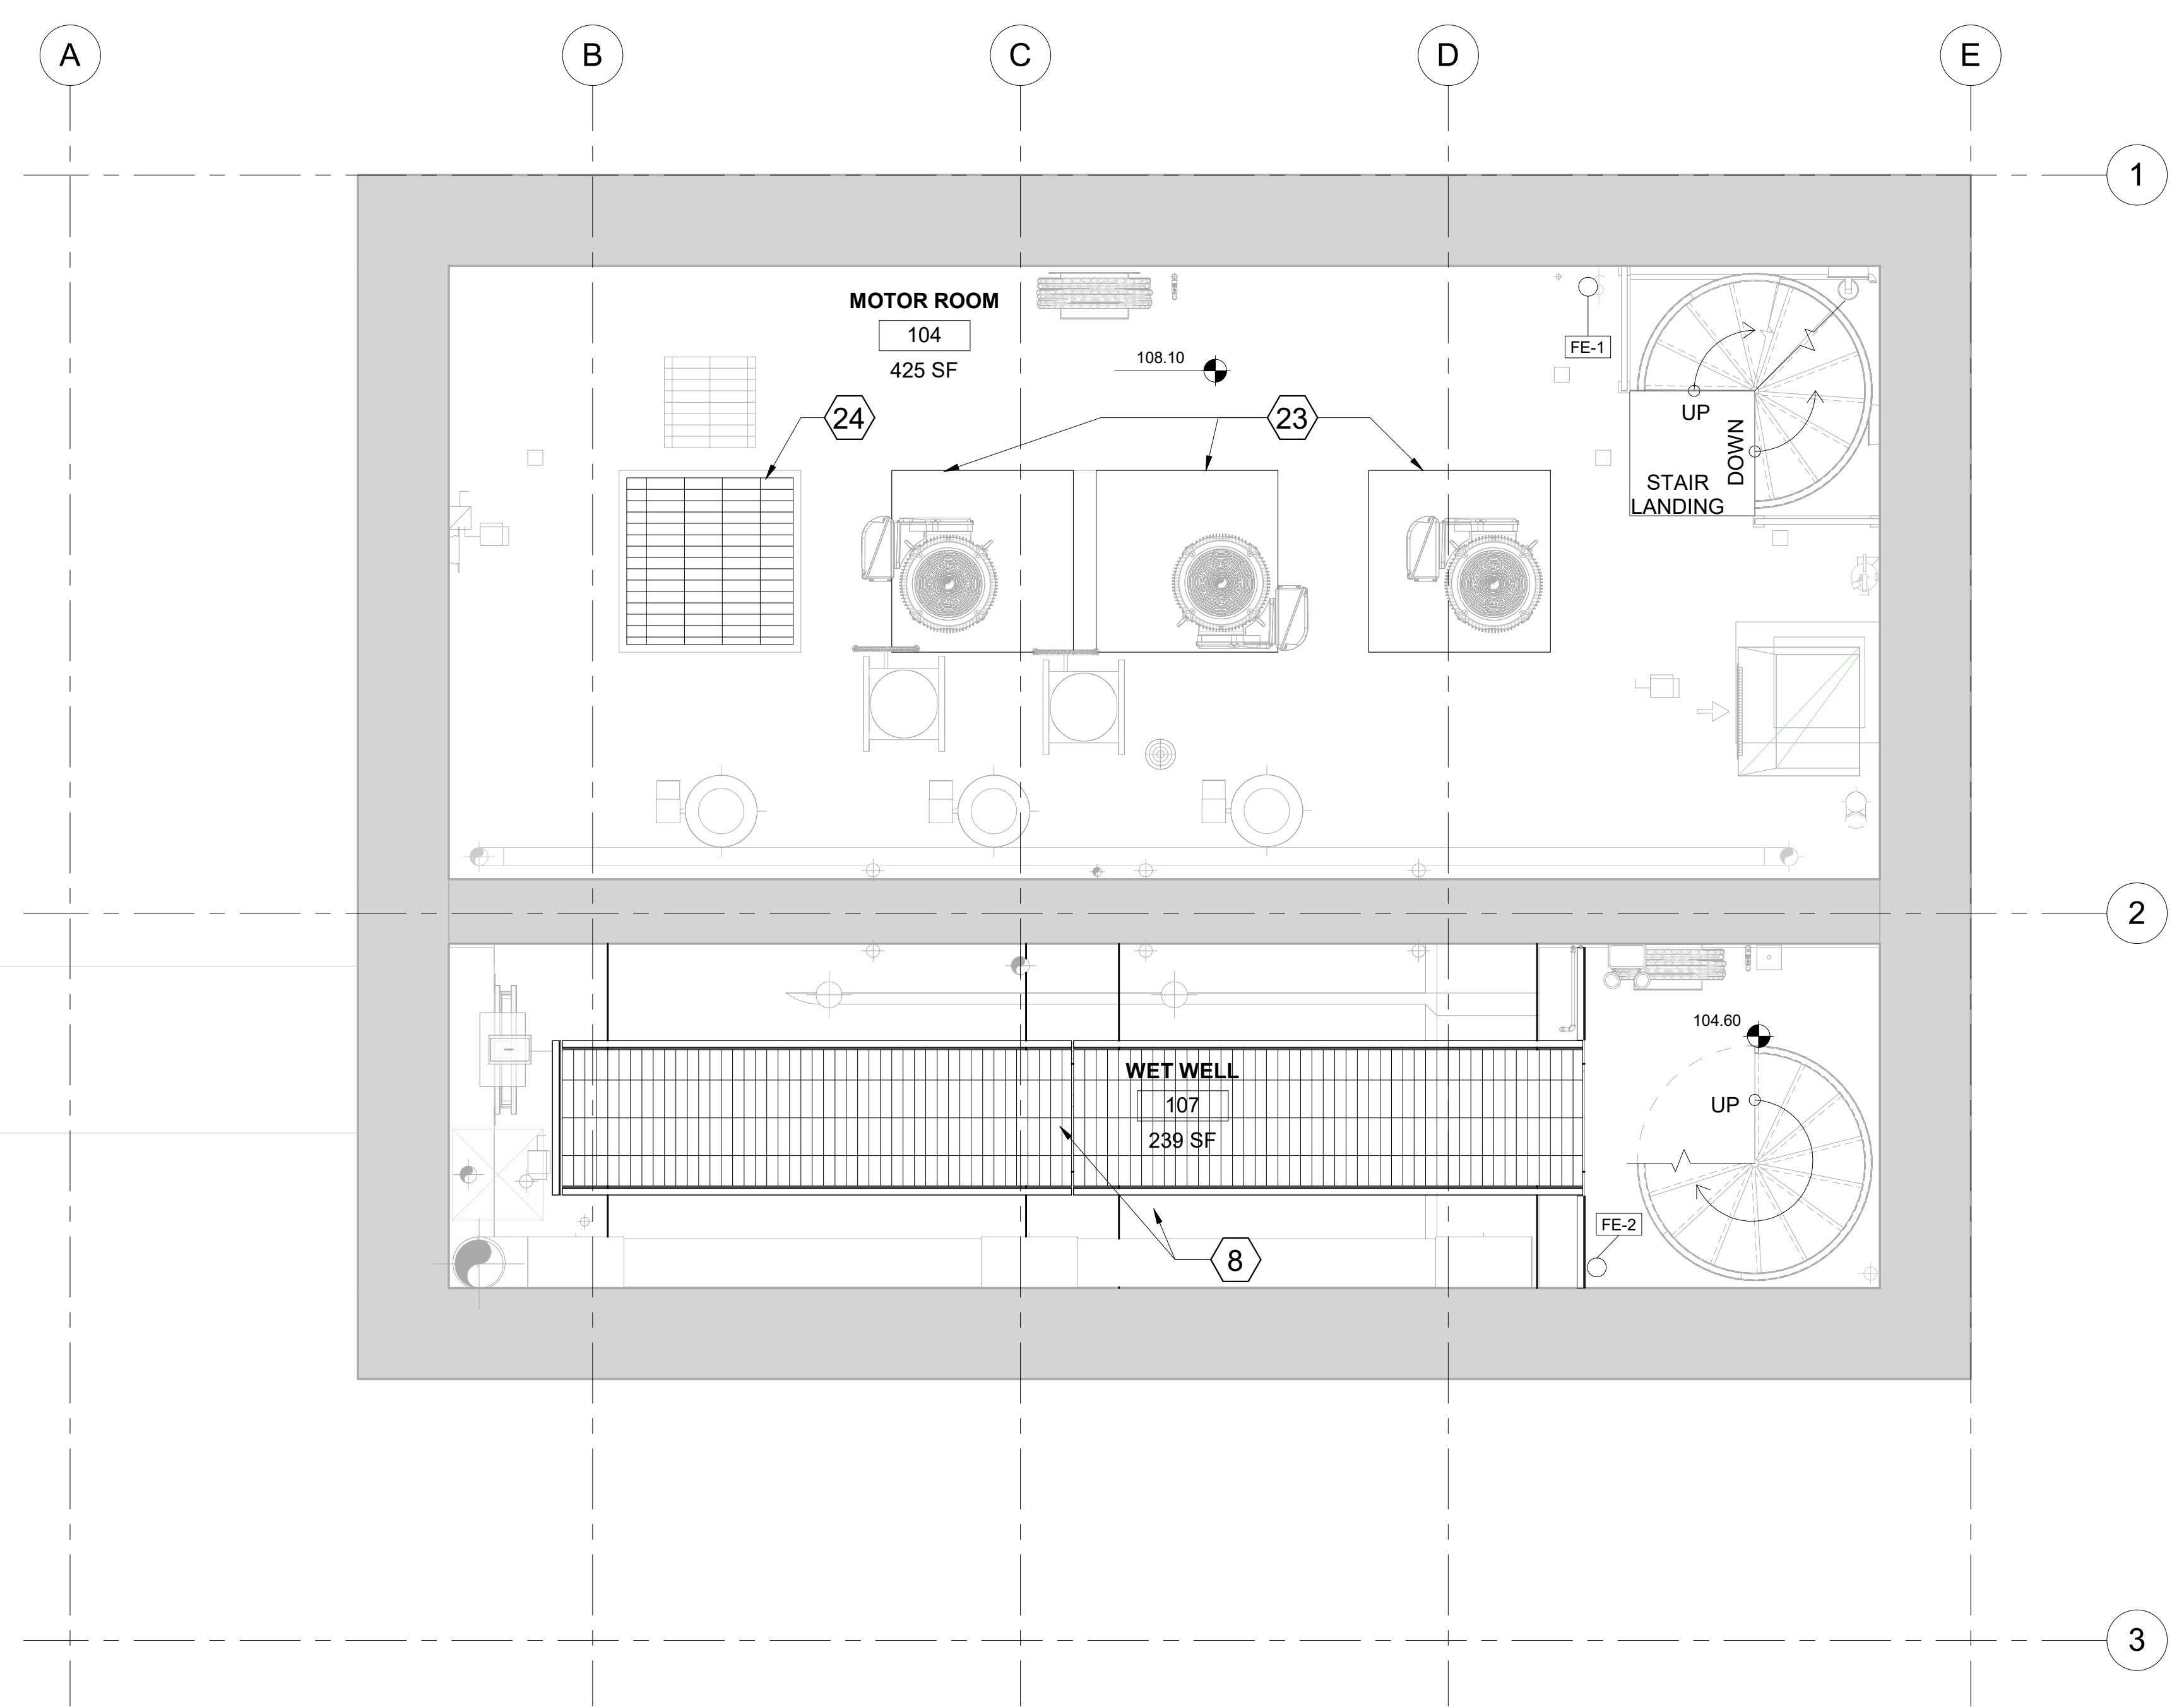 A
B
C
D
E
1
MOTOR ROOM
104
425 SF
108.10
FE-1
24
23
UP
DOWN
STAIR
LANDING
2
104.60
WET WELL
107
239 SF
UP
FE-2
8
3